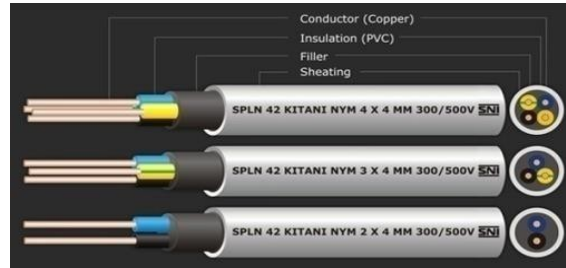 Conductor (Copper)
Insulation (PVC)
Filler
Sheating
SPLN 42 KITANI NYM 4 X 4 MM 300/500V SNI
SPLN 42 KITANI NYM 3 X 4 MM 300/500V SNI
SPLN 42 KITANI NYM 2 X 4 MM 300/500V SNI